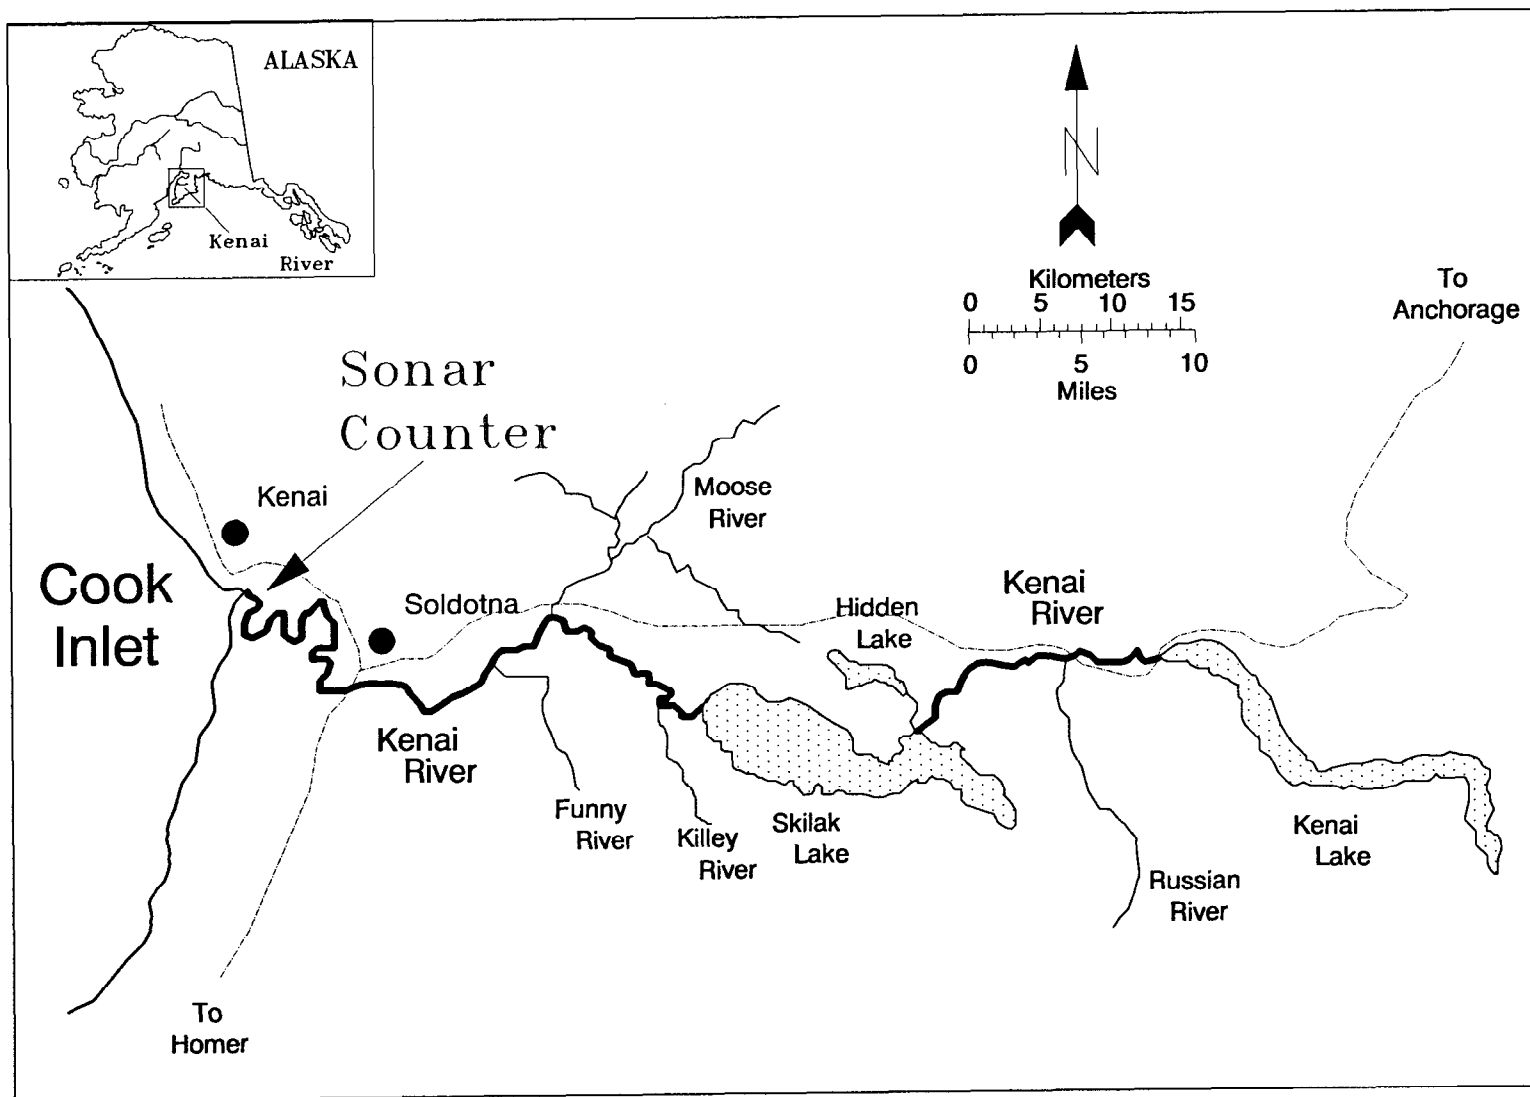 ALASKA
Kenai
River
N
Kilometers
0 5 10 15
0 5 10
Miles
To
Anchorage
Sonar
Counter
Kenai
Moose
River
Cook
Inlet
Soldotna
Hidden
Lake
Kenai
River
Kenai
River
Funny
River
Killey
River
Skilak
Lake
Kenai
Lake
Russian
River
To
Homer